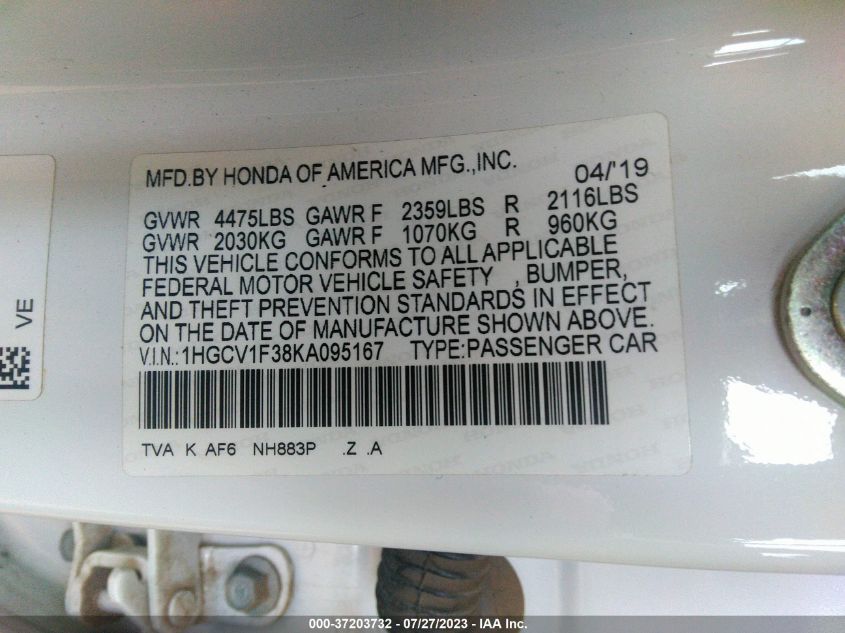 MFD.BY HONDA OF AMERICA MFG.,INC. 04/'19
GVWR 4475LBS GAWR F 2359LBS R 2116LBS
GVWR 2030KG GAWR F 1070KG R 960KG
THIS VEHICLE CONFORMS TO ALL APPLICABLE
FEDERAL MOTOR VEHICLE SAFETY , BUMPER,
AND THEFT PREVENTION STANDARDS IN EFFECT
ON THE DATE OF MANUFACTURE SHOWN ABOVE.
V.I.N.:1HGCV1F38KA095167 TYPE:PASSENGER CAR
TVA K AF6 NH883P .Z .A
VE
000-37203732 - 07/27/2023 - IAA Inc.